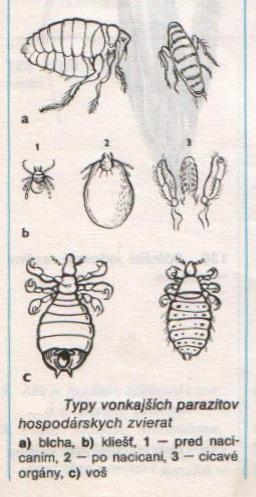 a
1 2 3
b
c
Typy vonkajších parazitov
hospodárskych zvierat
a) blcha, b) kliešť, 1 — pred naci-
caním, 2 — po nacicaní, 3 — cicavé
orgány, c) voš